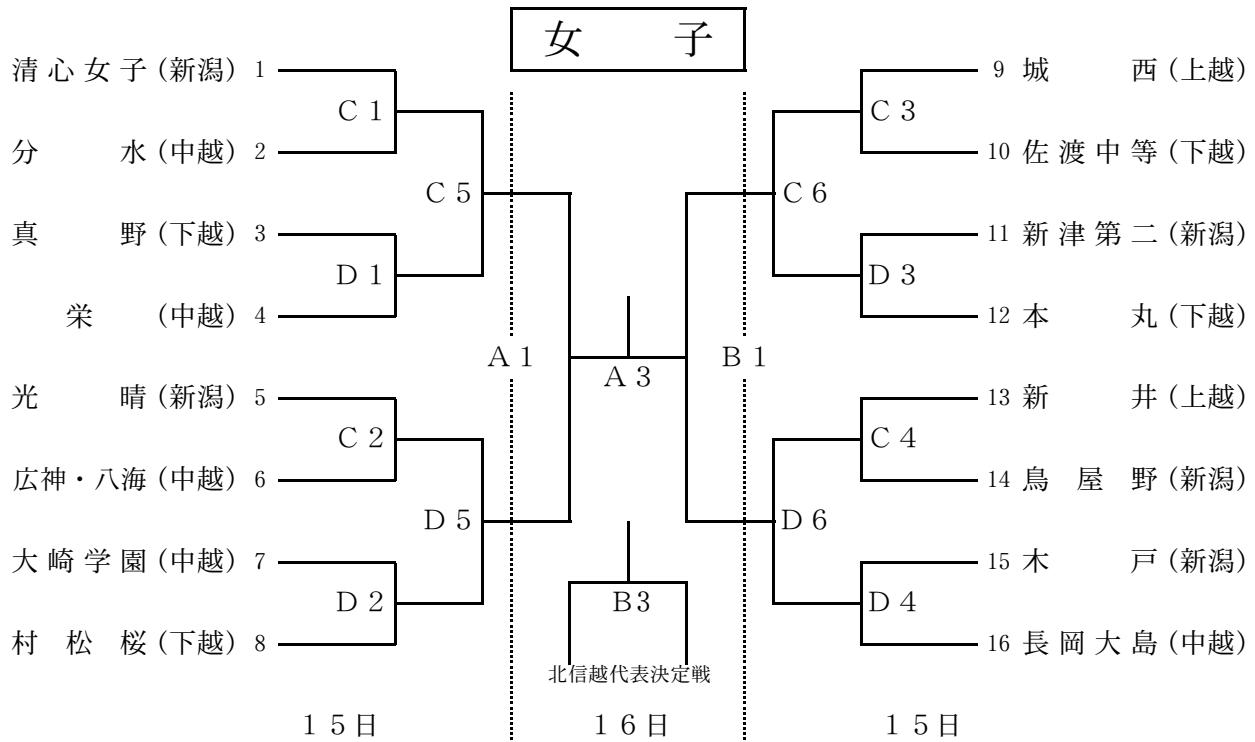 女　子
清心女子(新潟) 1
C1
分水(中越) 2
C5
真野(下越) 3
D1
栄(中越) 4
A1
光晴(新潟) 5
C2
広神・八海(中越) 6
D5
大崎学園(中越) 7
D2
村松桜(下越) 8
A3
B3
北信越代表決定戦
9 城西(上越)
C3
10 佐渡中等(下越)
C6
11 新津第二(新潟)
D3
12 本丸(下越)
B1
13 新井(上越)
C4
14 鳥屋野(新潟)
D6
15 木戸(新潟)
D4
16 長岡大島(中越)
15日
16日
15日